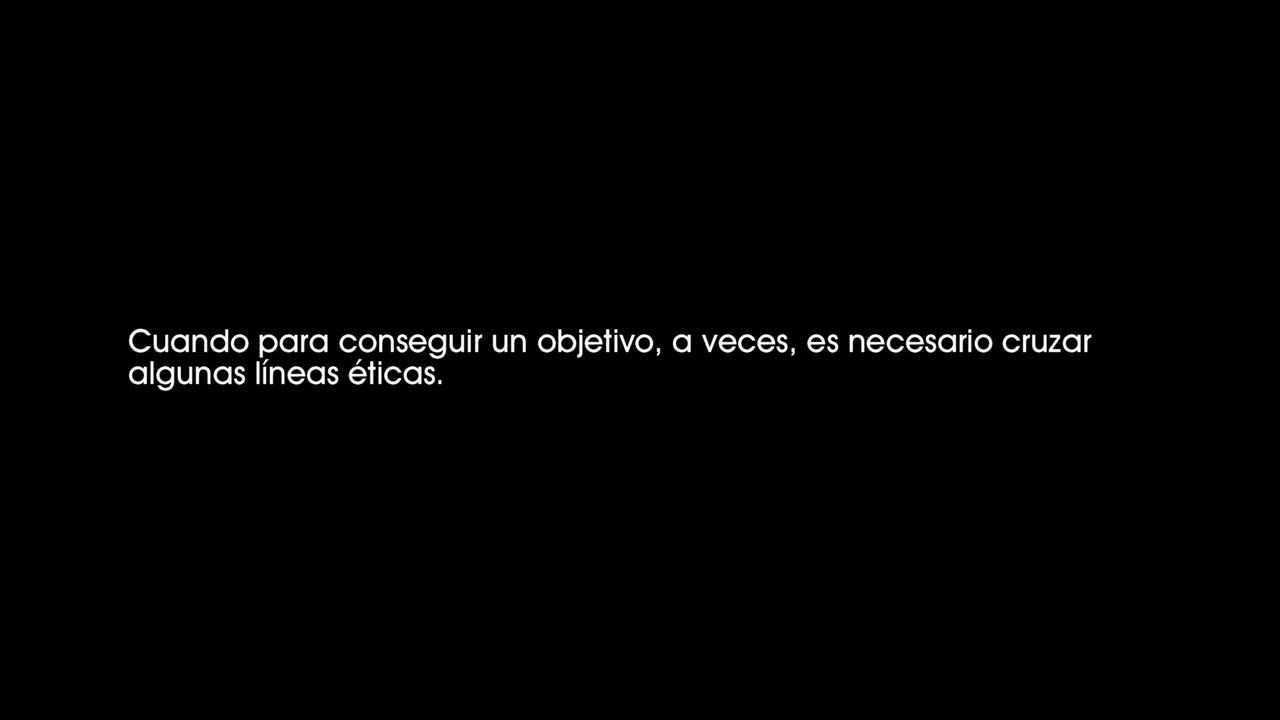 Cuando para conseguir un objetivo, a veces, es necesario cruzar
algunas líneas éticas.